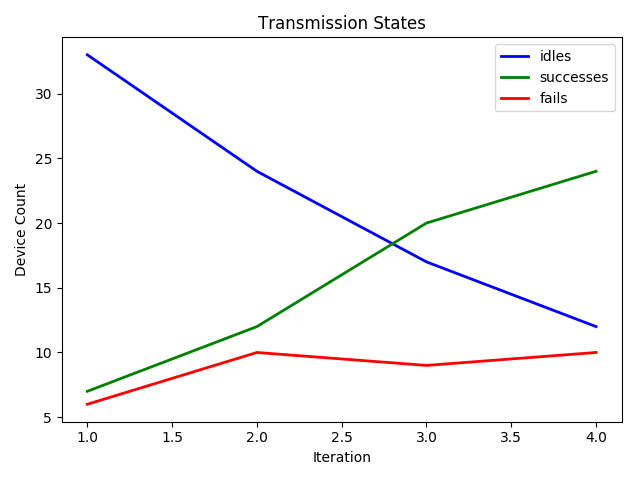 Transmission States
idles
successes
fails
Device Count
30
25
20
15
10
5
1.0 1.5 2.0 2.5 3.0 3.5 4.0
Iteration